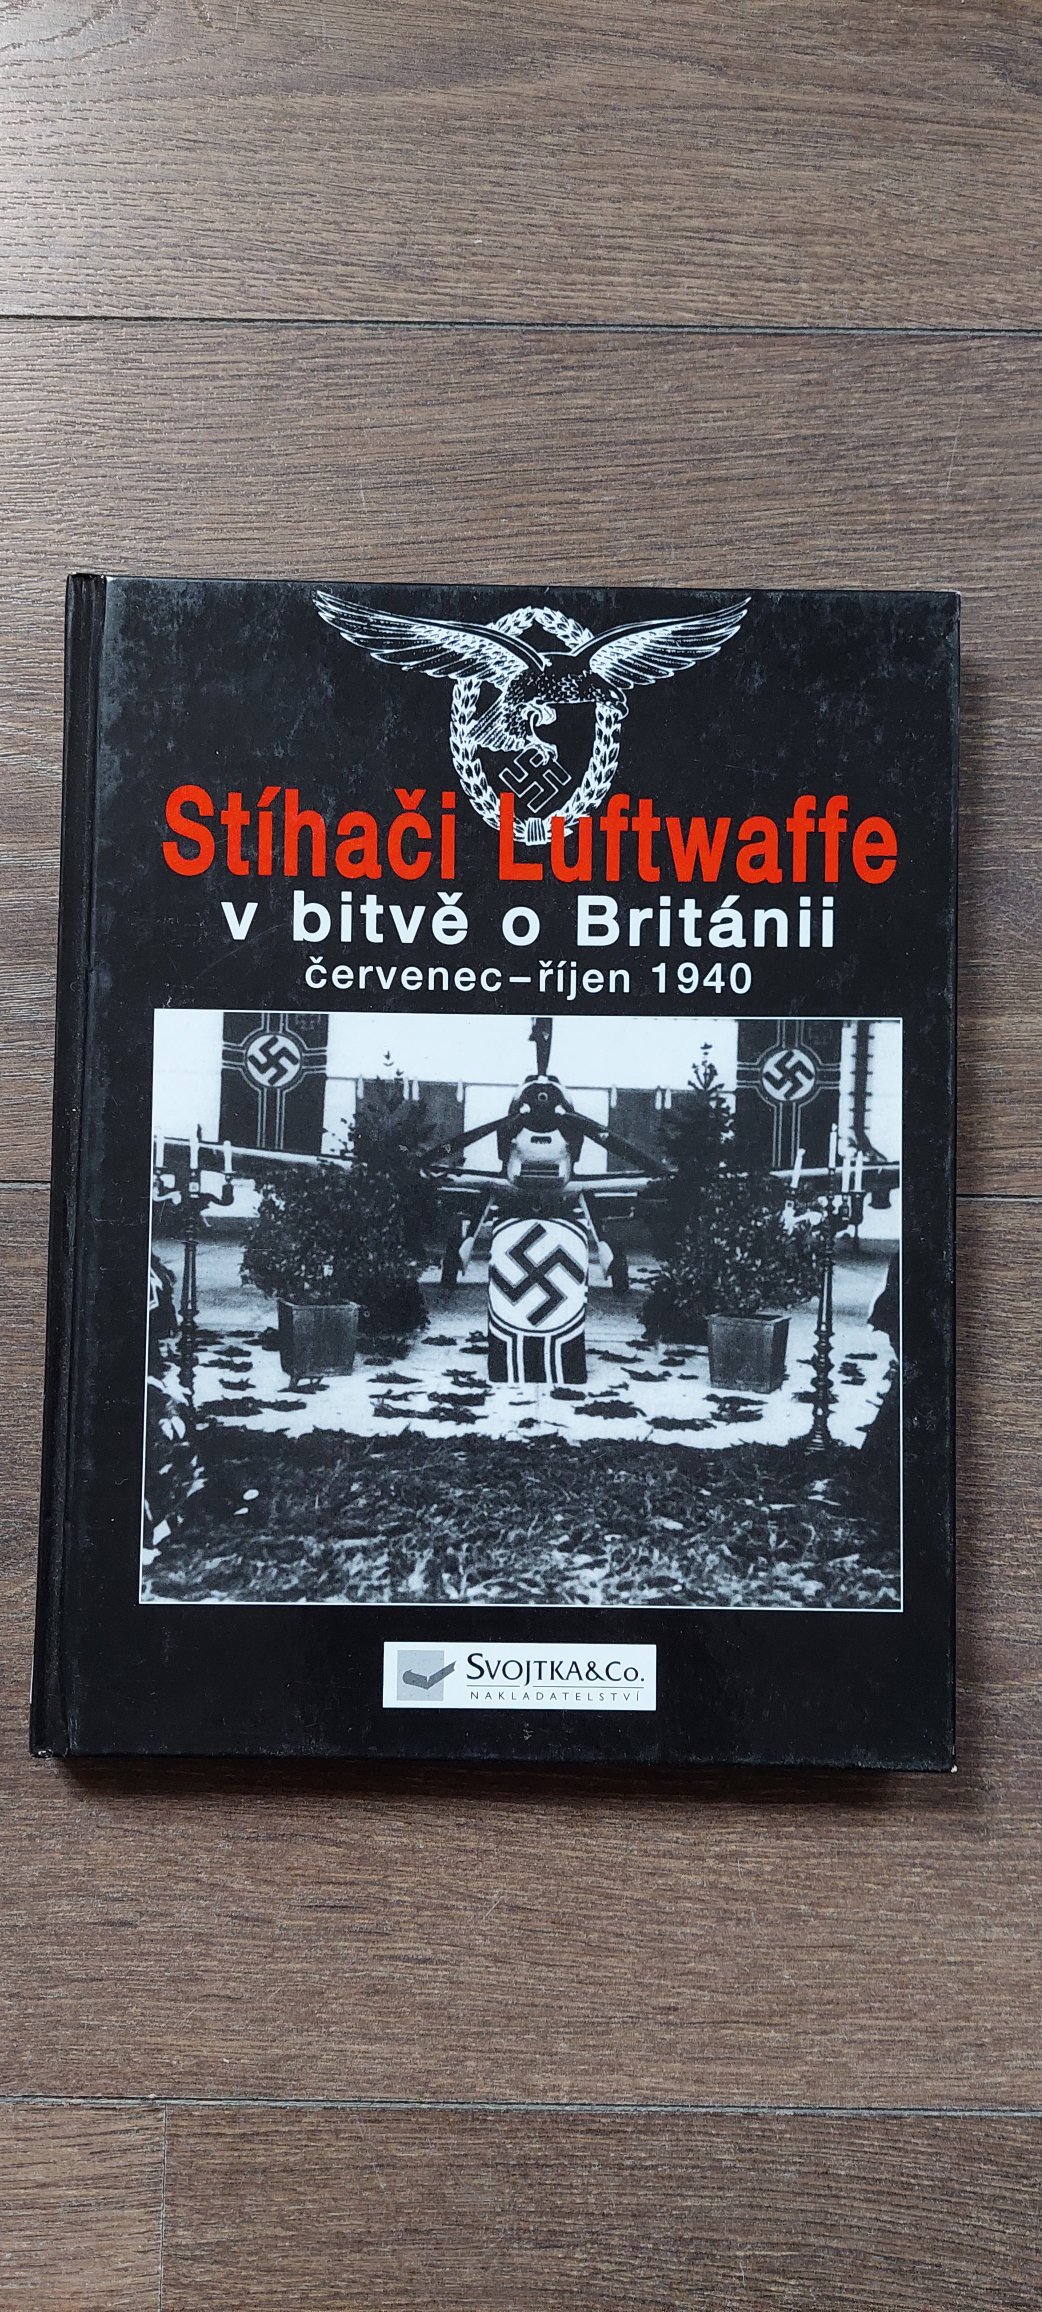 Stíhači Luftwaffe
v bitvě o Británii
červenec–říjen 1940
SVOJTKA&CO.
NAKLADATELSTVÍ